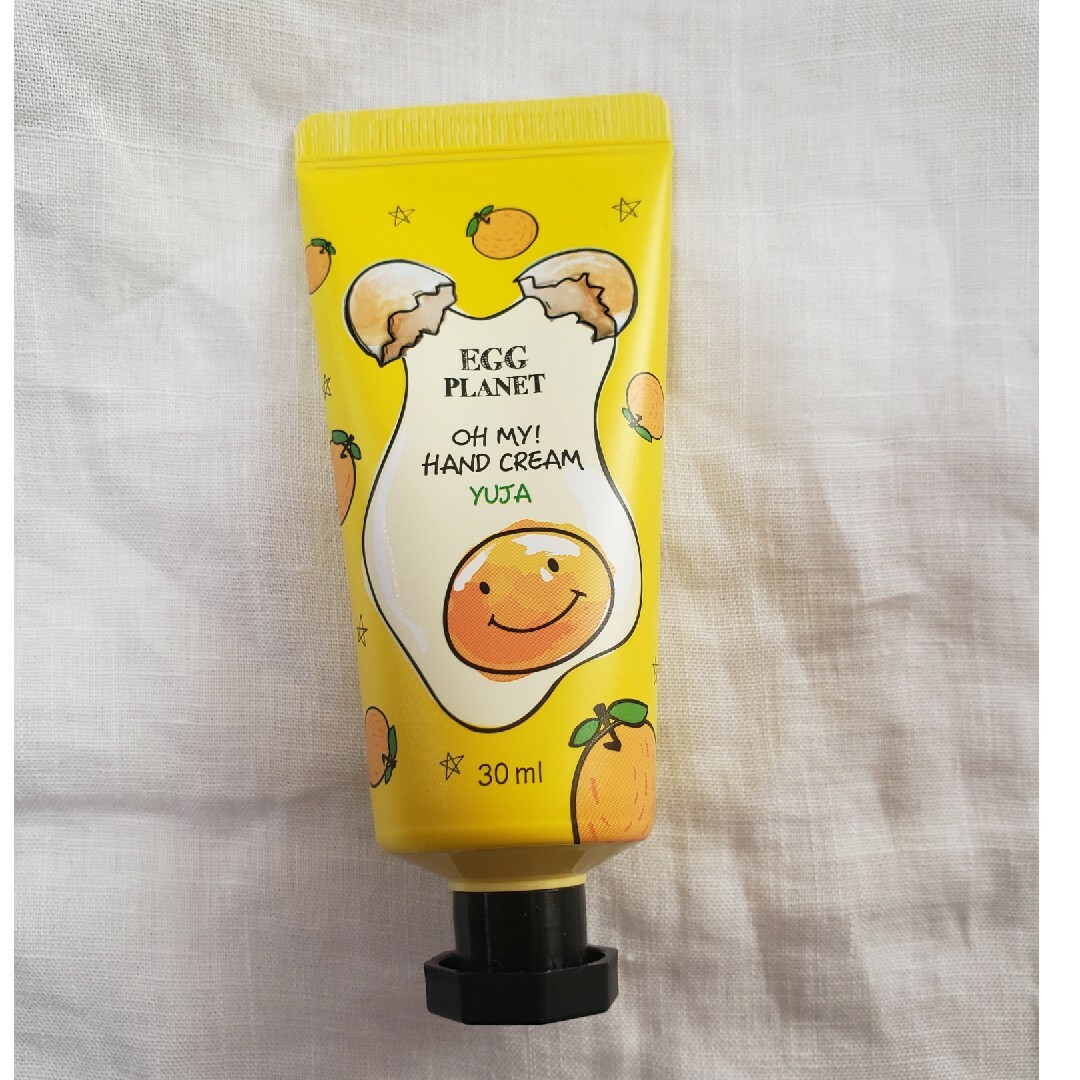 EGG
PLANET
OH MY!
HAND CREAM
YUJA
30 ml